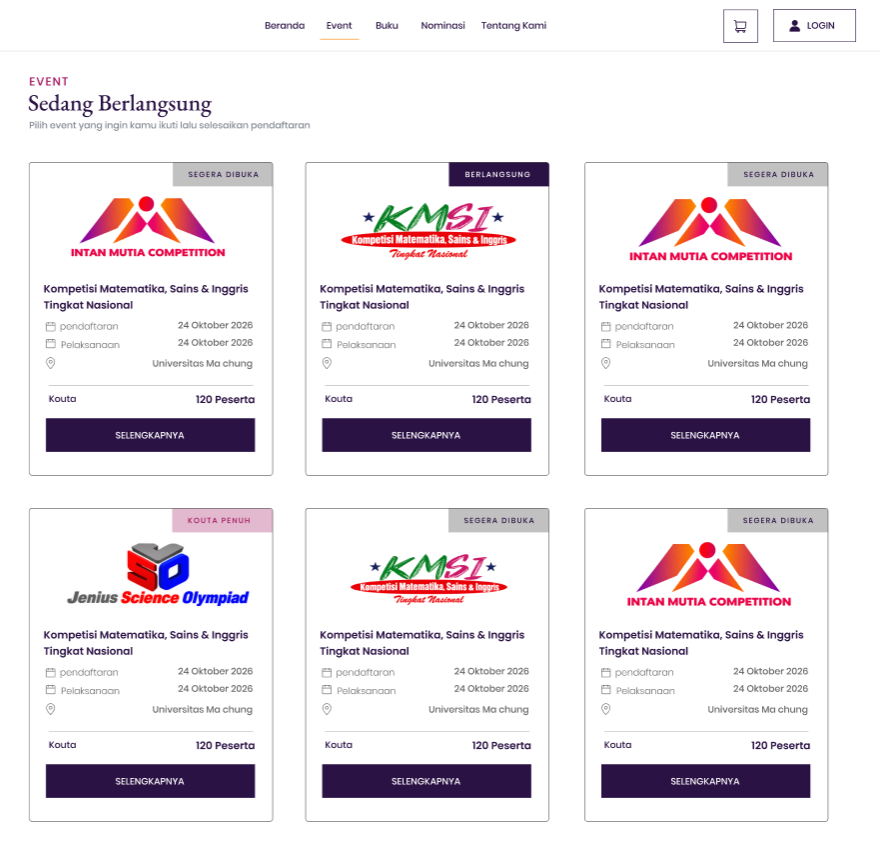 Beranda Event Buku Nominasi Tentang Kami LOGIN
EVENT
Sedang Berlangsung
Pilih event yang ingin kamu ikuti lalu selesaikan pendaftaran
SEGERA DIBUKA
INTAN MUTIA COMPETITION
Kompetisi Matematika, Sains & Inggris
Tingkat Nasional
pendaftaran 24 Oktober 2026
Pelaksanaan 24 Oktober 2026
Universitas Ma chung
Kouta 120 Peserta
SELENGKAPNYA
BERLANGSUNG
KMSI
Kompetisi Matematika, Sains & Inggris
Tingkat Nasional
Kompetisi Matematika, Sains & Inggris
Tingkat Nasional
pendaftaran 24 Oktober 2026
Pelaksanaan 24 Oktober 2026
Universitas Ma chung
Kouta 120 Peserta
SELENGKAPNYA
SEGERA DIBUKA
INTAN MUTIA COMPETITION
Kompetisi Matematika, Sains & Inggris
Tingkat Nasional
pendaftaran 24 Oktober 2026
Pelaksanaan 24 Oktober 2026
Universitas Ma chung
Kouta 120 Peserta
SELENGKAPNYA
KOUTA PENUH
JSO
Jenius Science Olympiad
Kompetisi Matematika, Sains & Inggris
Tingkat Nasional
pendaftaran 24 Oktober 2026
Pelaksanaan 24 Oktober 2026
Universitas Ma chung
Kouta 120 Peserta
SELENGKAPNYA
SEGERA DIBUKA
KMSI
Kompetisi Matematika, Sains & Inggris
Tingkat Nasional
Kompetisi Matematika, Sains & Inggris
Tingkat Nasional
pendaftaran 24 Oktober 2026
Pelaksanaan 24 Oktober 2026
Universitas Ma chung
Kouta 120 Peserta
SELENGKAPNYA
SEGERA DIBUKA
INTAN MUTIA COMPETITION
Kompetisi Matematika, Sains & Inggris
Tingkat Nasional
pendaftaran 24 Oktober 2026
Pelaksanaan 24 Oktober 2026
Universitas Ma chung
Kouta 120 Peserta
SELENGKAPNYA